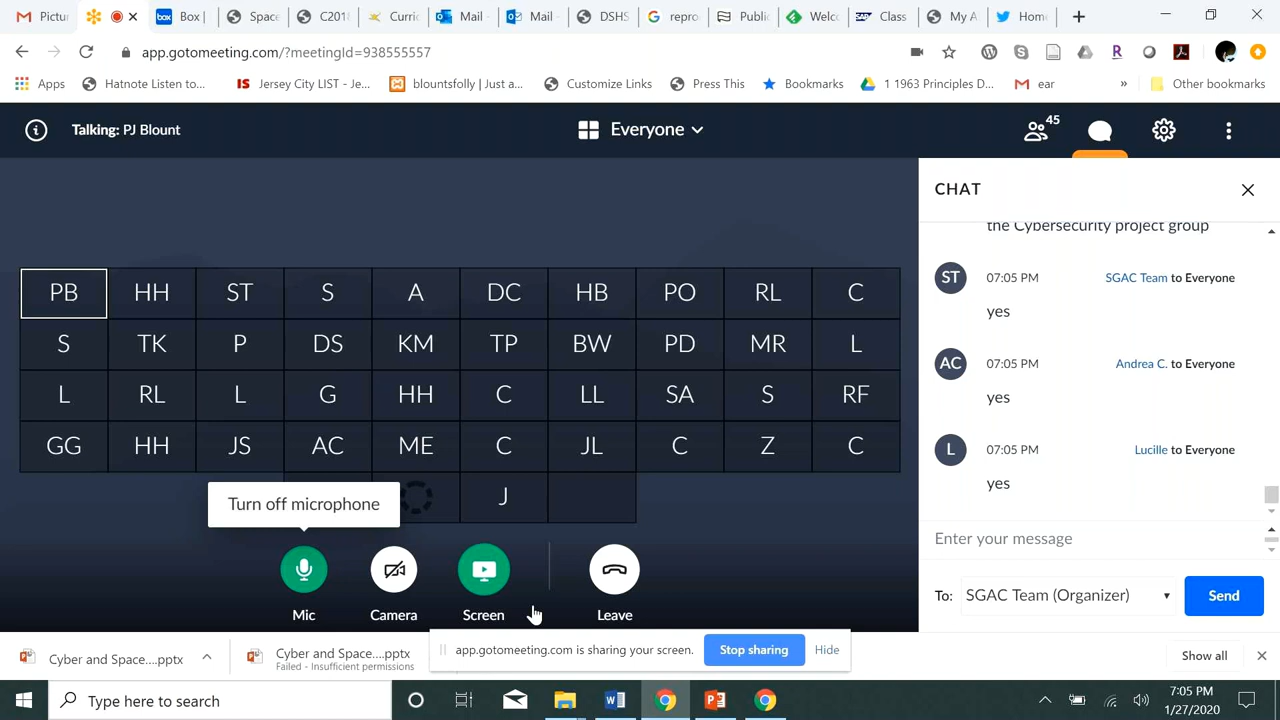 Pictu
Box |
Space
C2018
Curric
Mail -
Mail -
DSHS
repro
Public
Welco
Class
My A
Home
app.gotomeeting.com/?meetingId=938555557
Apps
Hatnote Listen to...
Jersey City LIST - Je...
blountsfolly | Just a...
Customize Links
Press This
Bookmarks
1 1963 Principles D...
ear
»
Other bookmarks
Talking: PJ Blount
Everyone
45
CHAT
the Cybersecurity project group
ST
07:05 PM
SGAC Team to Everyone
yes
AC
07:05 PM
Andrea C. to Everyone
yes
L
07:05 PM
Lucille to Everyone
yes
PB HH ST S A DC HB PO RL C
S TK P DS KM TP BW PD MR L
L RL L G HH C LL SA S RF
GG HH JS AC ME C JL C Z C
J
Turn off microphone
Mic
Camera
Screen
Leave
Enter your message
To: SGAC Team (Organizer)
Send
app.gotomeeting.com is sharing your screen.
Stop sharing
Hide
Cyber and Space....pptx
Cyber and Space....pptx
Failed - Insufficient permissions
Show all
Type here to search
7:05 PM
1/27/2020